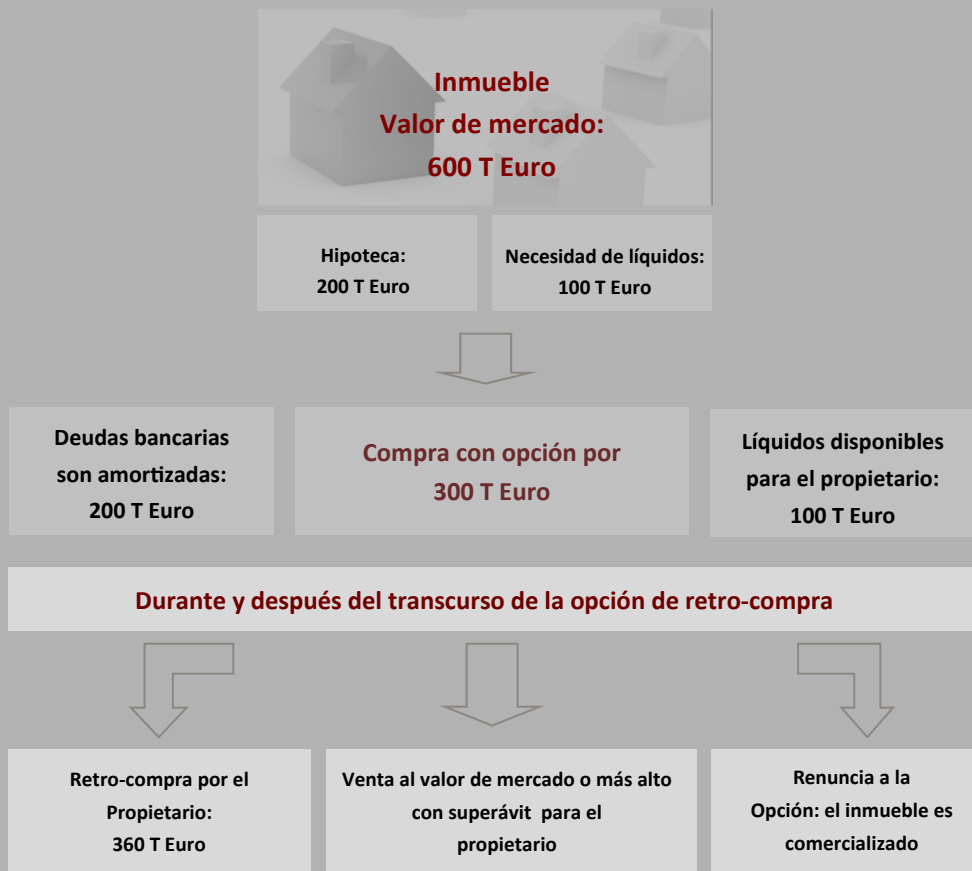 Inmueble
Valor de mercado:
600 T Euro
Hipoteca:
200 T Euro
Necesidad de líquidos:
100 T Euro
Deudas bancarias
son amortizadas:
200 T Euro
Compra con opción por
300 T Euro
Líquidos disponibles
para el propietario:
100 T Euro
Durante y después del transcurso de la opción de retro-compra
Retro-compra por el
Propietario:
360 T Euro
Venta al valor de mercado o más alto
con superávit para el
propietario
Renuncia a la
Opción: el inmueble es
comercializado